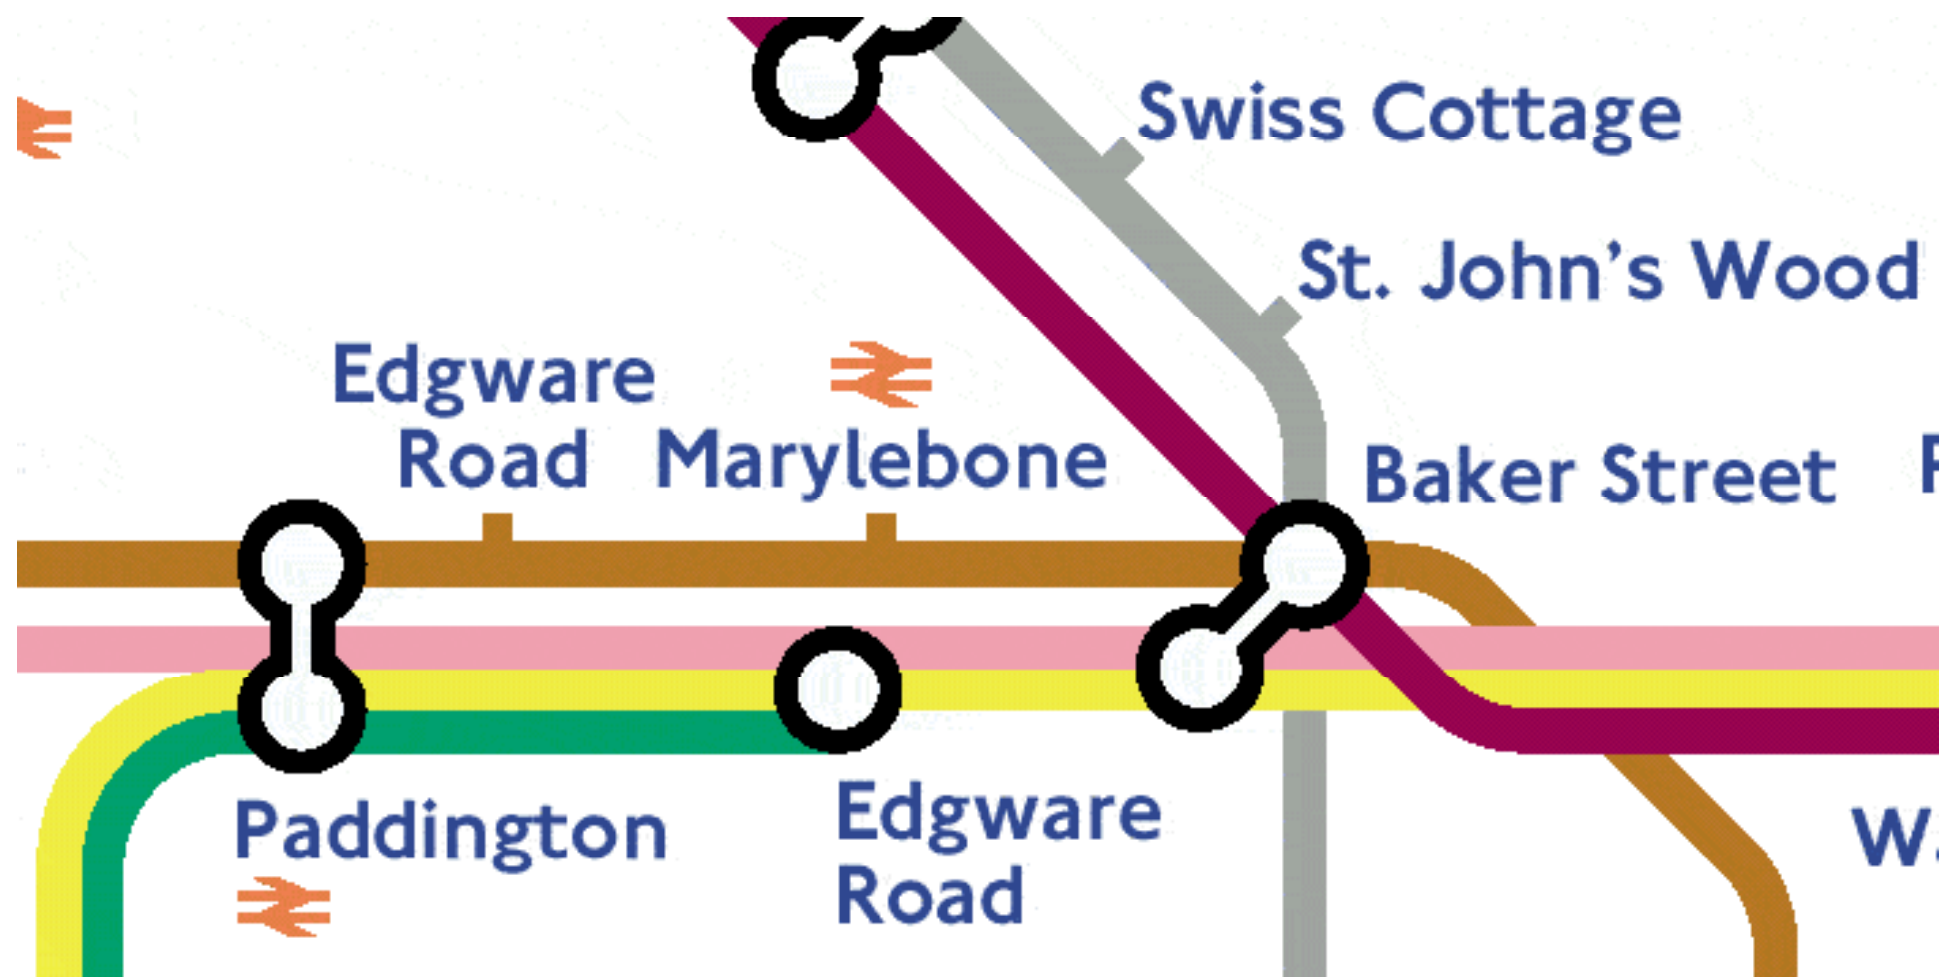 Swiss Cottage
St. John's Wood
Edgware
Road
Marylebone
Baker Street
Paddington
Edgware
Road